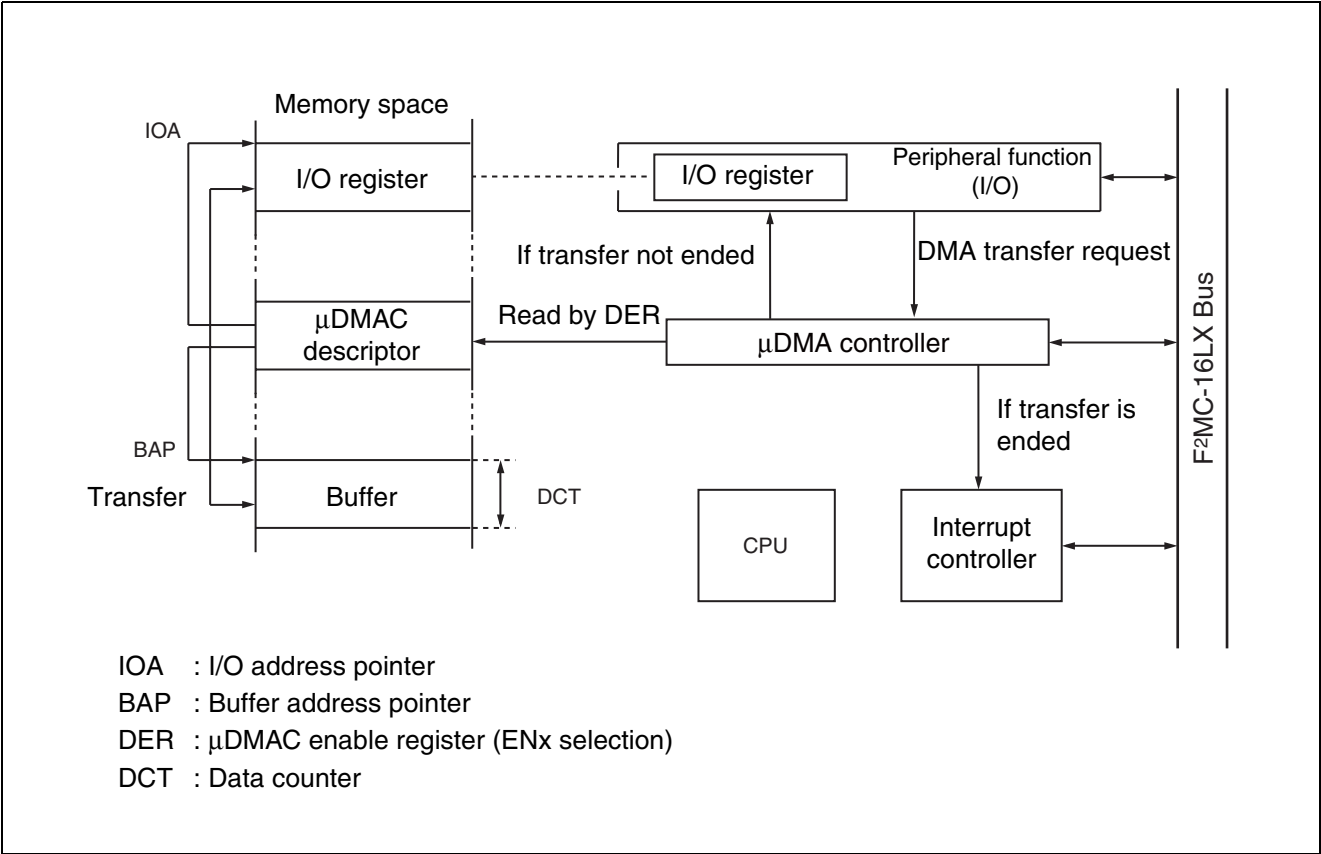 Memory space
IOA
I/O register
I/O register
Peripheral function
(I/O)
If transfer not ended
DMA transfer request
μDMAC
descriptor
Read by DER
μDMA controller
F²MC-16LX Bus
If transfer is
ended
BAP
Transfer
Buffer
DCT
CPU
Interrupt
controller
IOA : I/O address pointer
BAP : Buffer address pointer
DER : μDMAC enable register (ENx selection)
DCT : Data counter